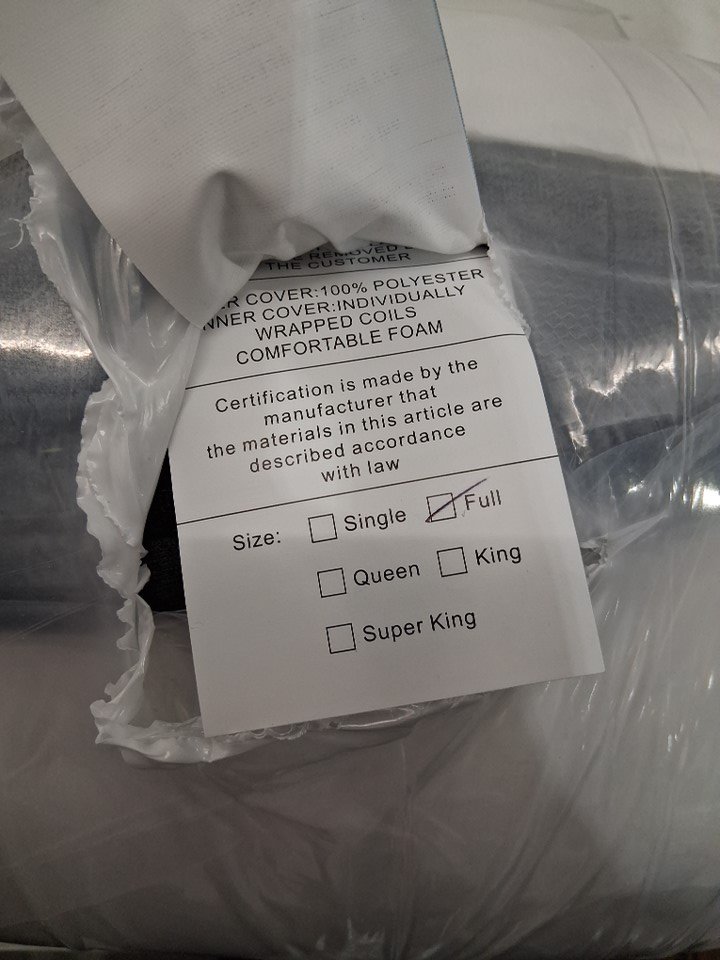 REMOVED
THE CUSTOMER
R COVER:100% POLYESTER
NNER COVER:INDIVIDUALLY
WRAPPED COILS
COMFORTABLE FOAM
Certification is made by the
manufacturer that
the materials in this article are
described accordance
with law
Size: Single Full
Queen King
Super King